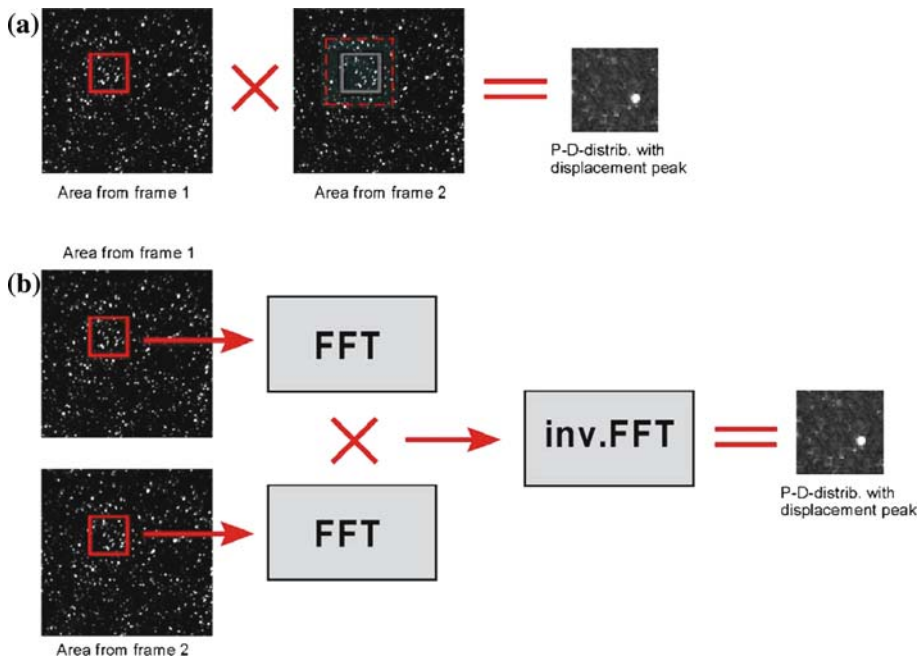 (a)
Area from frame 1
Area from frame 2
P-D-distrib. with
displacement peak
(b)
Area from frame 1
FFT
inv.FFT
P-D-distrib. with
displacement peak
FFT
Area from frame 2